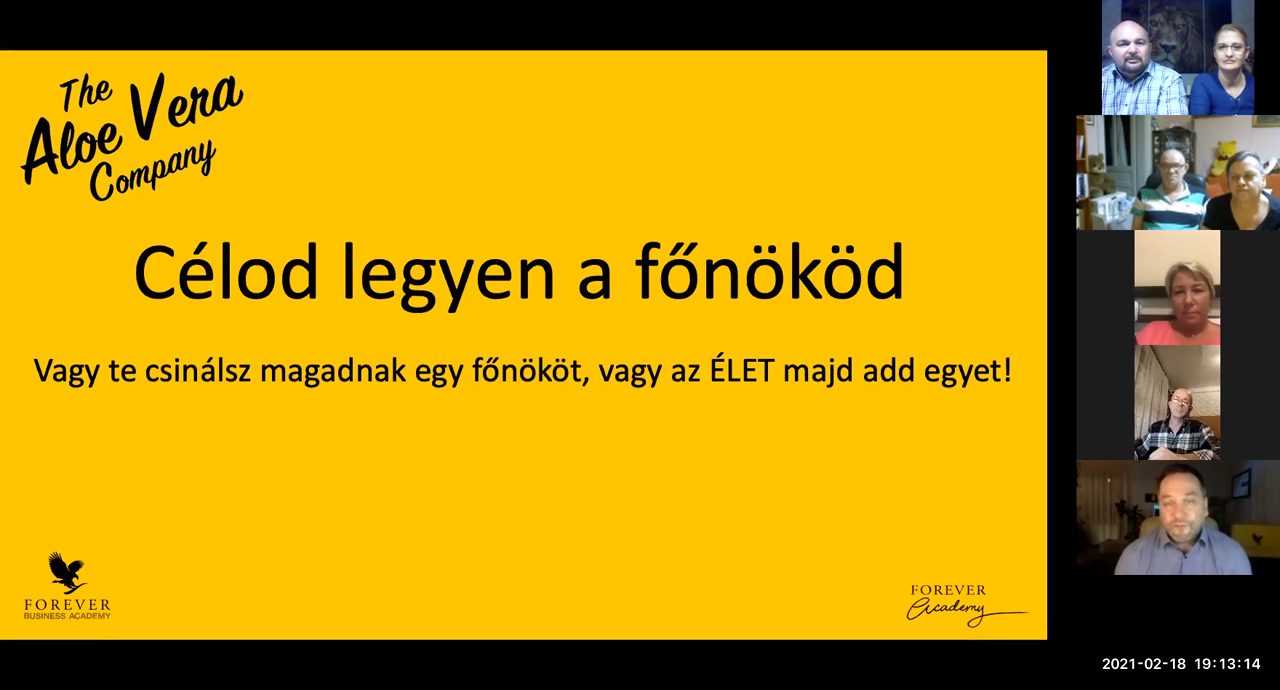 The
Aloe Vera
Company
Célod legyen a főnököd
Vagy te csinálsz magadnak egy főnököt, vagy az ÉLET majd add egyet!
FOREVER
BUSINESS ACADEMY
FOREVER
Academy
2021-02-18 19:13:14